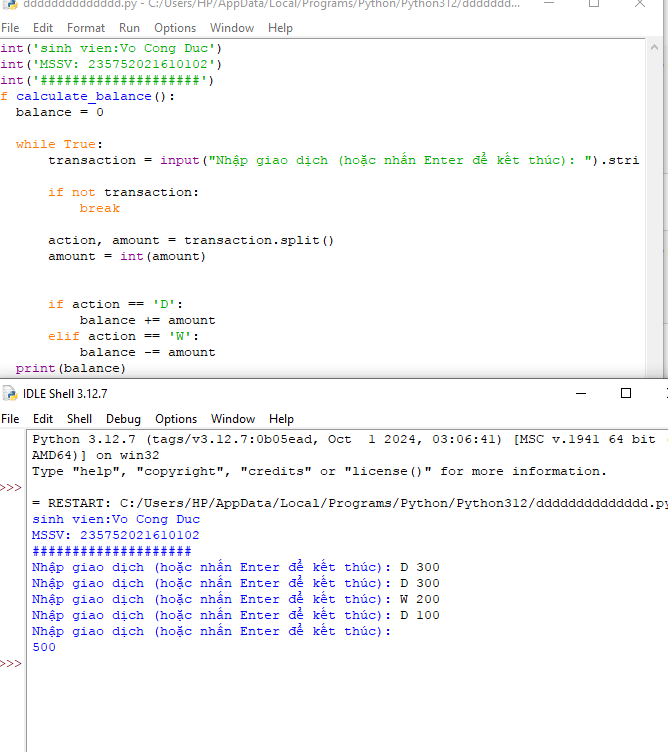 dddddddddddddd.py - C:/Users/HP/AppData/Local/Programs/Python/Python312/ddddddd...
File Edit Format Run Options Window Help
int('sinh vien:Vo Cong Duc')
int('MSSV: 235752021610102')
int('####################')
f calculate_balance():
balance = 0
while True:
transaction = input("Nhập giao dịch (hoặc nhấn Enter để kết thúc): ").stri
if not transaction:
break
action, amount = transaction.split()
amount = int(amount)
if action == 'D':
balance += amount
elif action == 'W':
balance -= amount
print(balance)
IDLE Shell 3.12.7
File Edit Shell Debug Options Window Help
Python 3.12.7 (tags/v3.12.7:0b05ead, Oct  1 2024, 03:06:41) [MSC v.1941 64 bit (
AMD64)] on win32
Type "help", "copyright", "credits" or "license()" for more information.
>>>
= RESTART: C:/Users/HP/AppData/Local/Programs/Python/Python312/dddddddddddddd.py
sinh vien:Vo Cong Duc
MSSV: 235752021610102
####################
Nhập giao dịch (hoặc nhấn Enter để kết thúc): D 300
Nhập giao dịch (hoặc nhấn Enter để kết thúc): D 300
Nhập giao dịch (hoặc nhấn Enter để kết thúc): W 200
Nhập giao dịch (hoặc nhấn Enter để kết thúc): D 100
Nhập giao dịch (hoặc nhấn Enter để kết thúc):
500
>>>